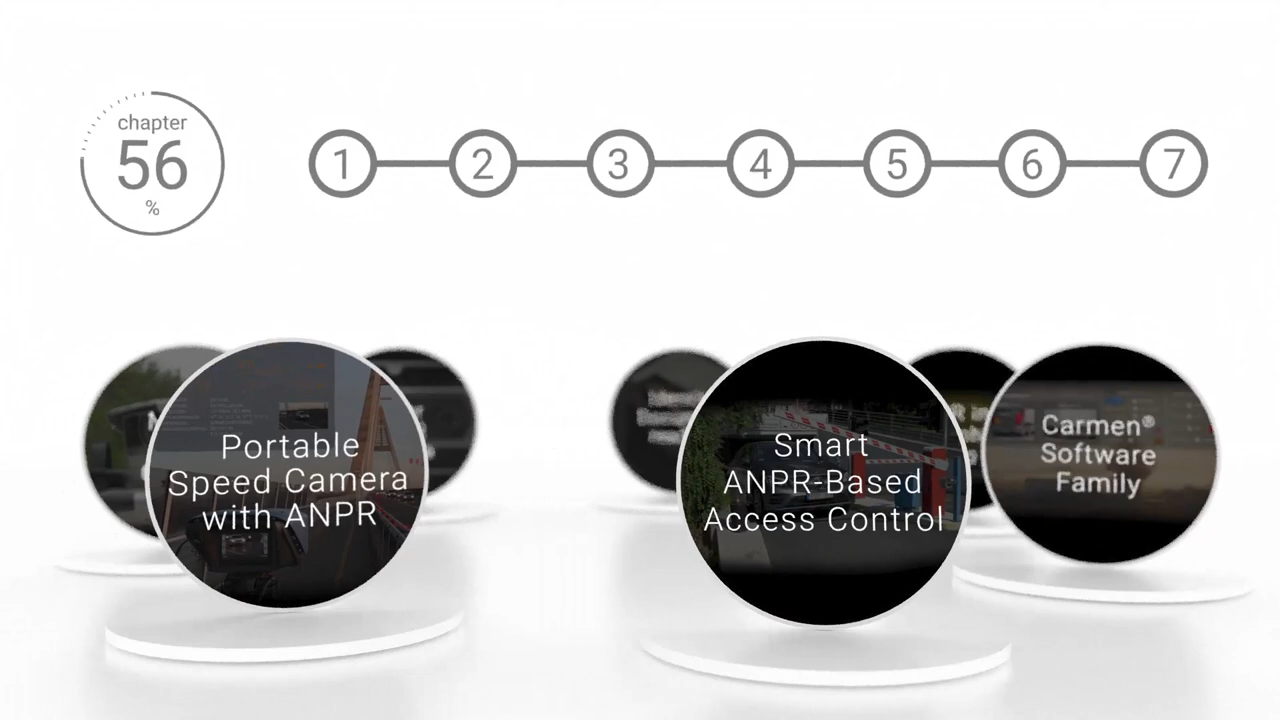 chapter
56
%
1 2 3 4 5 6 7
Portable
Speed Camera
with ANPR
Smart
ANPR-Based
Access Control
Carmen®
Software
Family